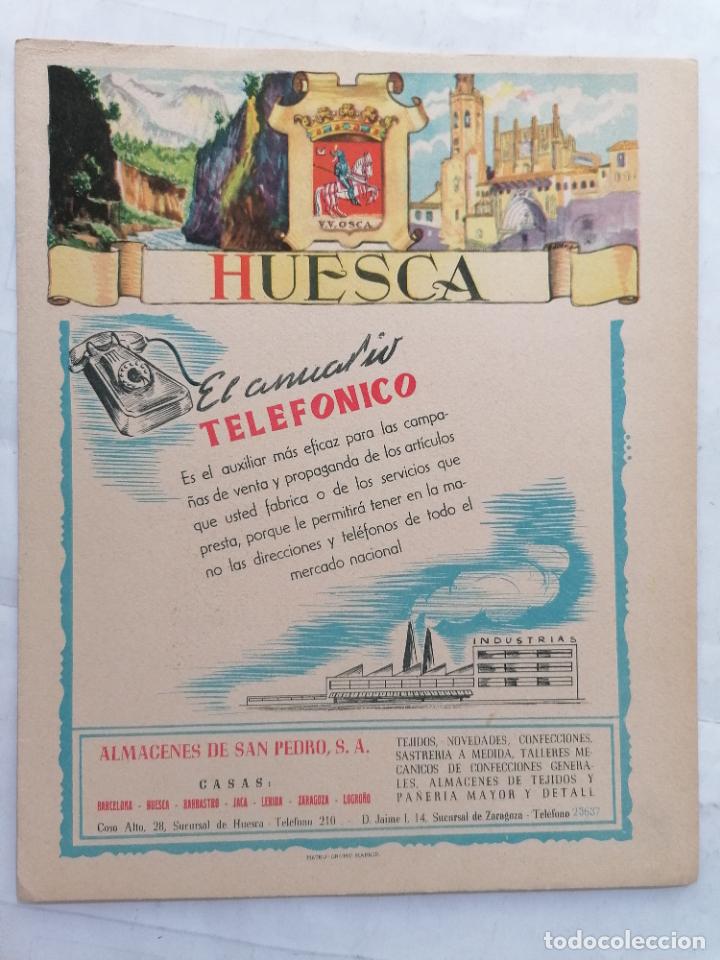 V.V. OSCA
HUESCA
El anuario
TELEFONICO
Es el auxiliar más eficaz para las campa-
ñas de venta y propaganda de los artículos
que usted fabrica o de los servicios que
presta, porque le permitirá tener en la ma-
no las direcciones y teléfonos de todo el
mercado nacional
INDUSTRIAS
ALMACENES DE SAN PEDRO, S. A.
CASAS:
BARCELONA - HUESCA - BARBASTRO - JACA - LERIDA - ZARAGOZA - LOGROÑO
TEJIDOS, NOVEDADES, CONFECCIONES,
SASTRERIA A MEDIDA, TALLERES ME-
CANICOS DE CONFECCIONES GENERA-
LES, ALMACENES DE TEJIDOS Y
PAÑERIA MAYOR Y DETALL
Coso Alto, 28, Sucursal de Huesca - Teléfono 210 - D. Jaime I, 14, Sucursal de Zaragoza - Teléfono 23637
todocoleccion
todocoleccion.net